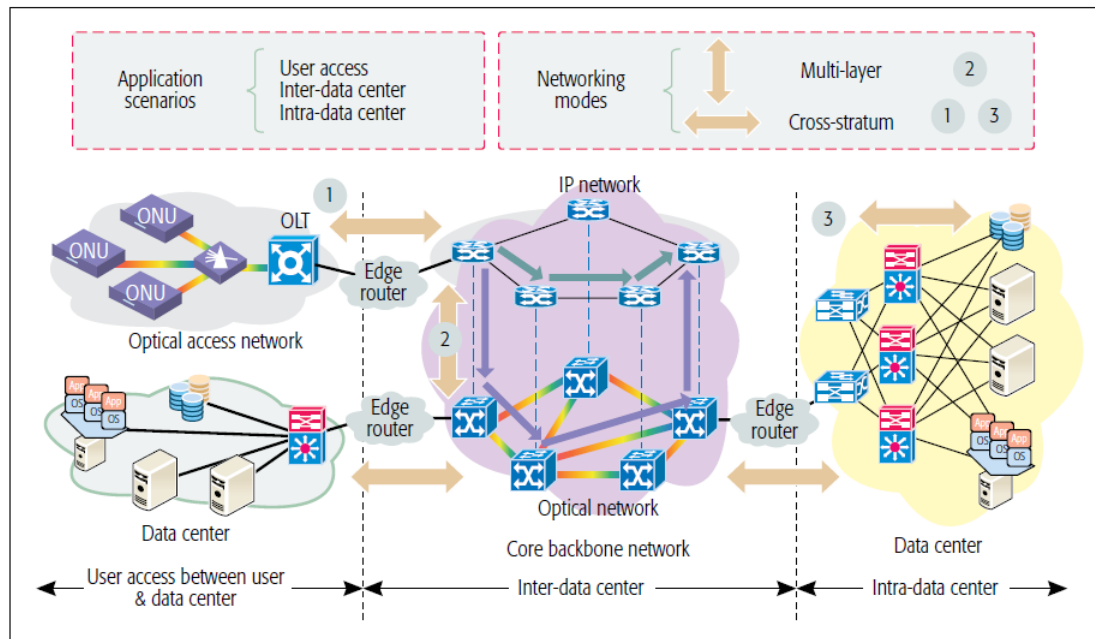 Application
scenarios
User access
Inter-data center
Intra-data center
Networking
modes
Multi-layer
2
Cross-stratum
1
3
1
IP network
3
ONU
OLT
ONU
ONU
Edge
router
Optical access network
2
App
App
App
OS
OS
OS
Edge
router
Edge
router
App
App
App
OS
OS
OS
Data center
Optical network
Core backbone network
Data center
User access between user
& data center
Inter-data center
Intra-data center